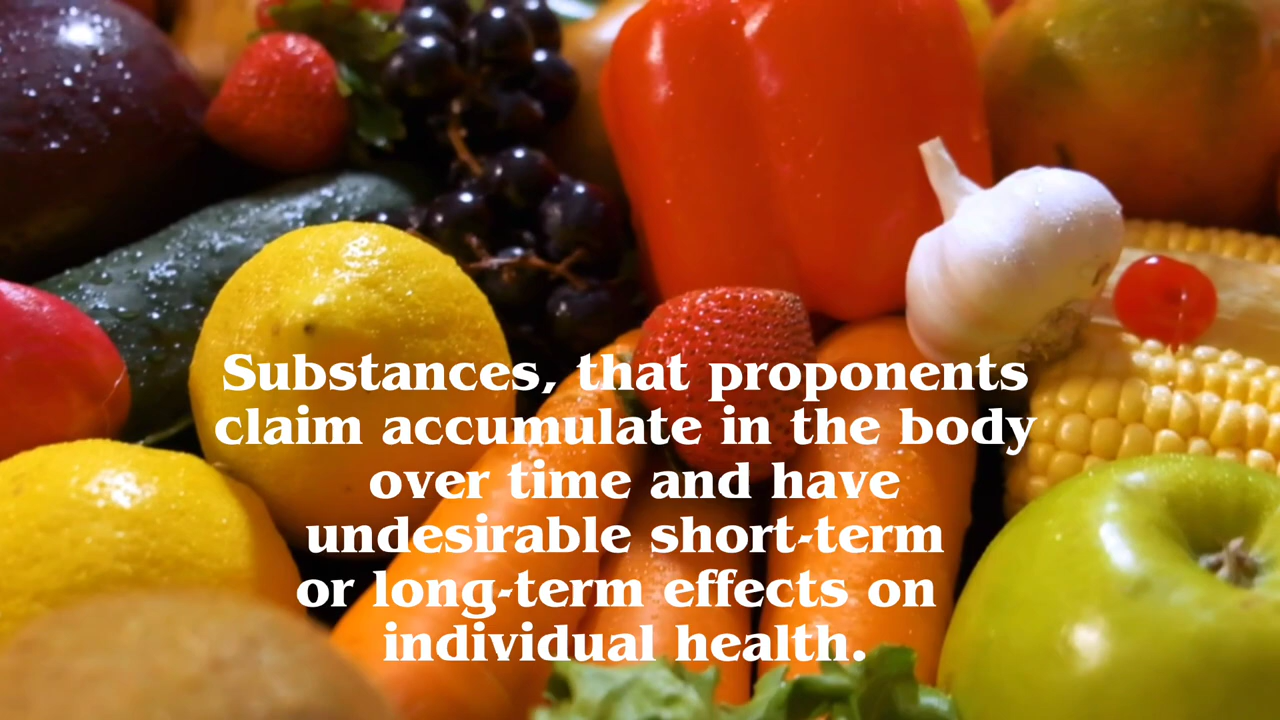 Substances, that proponents
claim accumulate in the body
over time and have
undesirable short-term
or long-term effects on
individual health.